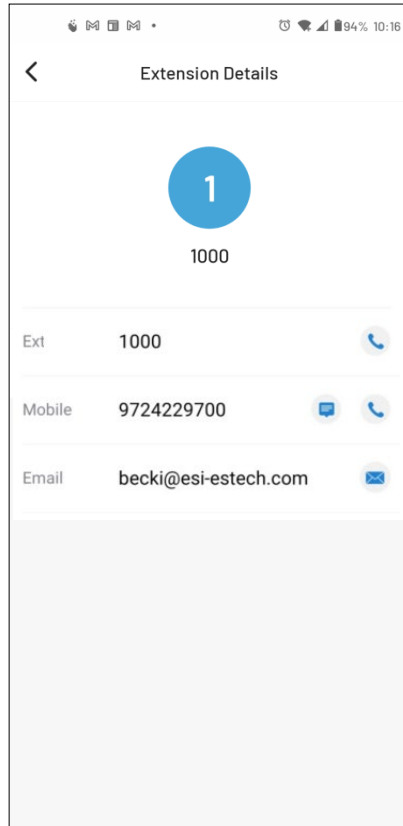 94% 10:16
Extension Details
1
1000
Ext 1000
Mobile 9724229700
Email becki@esi-estech.com